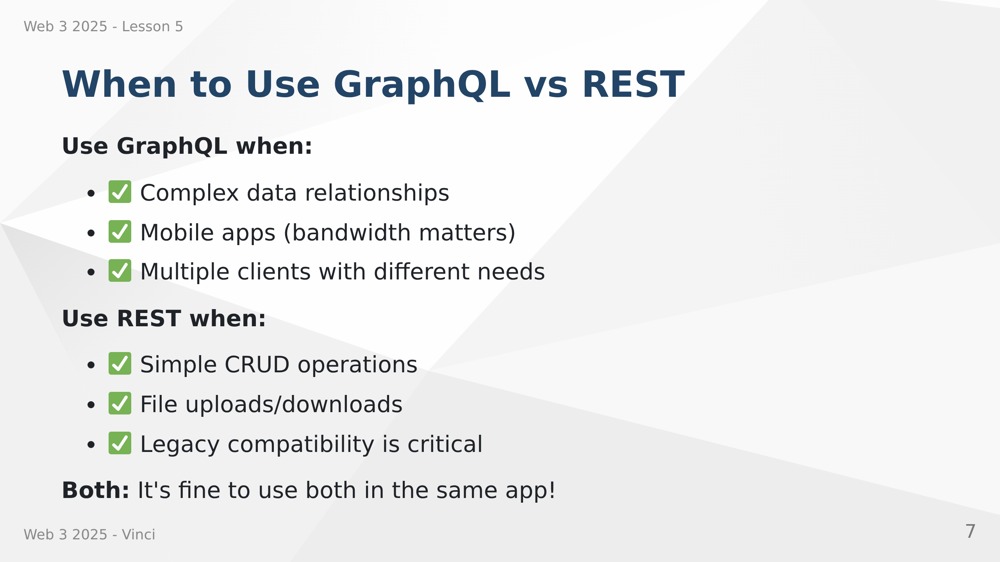 Web 3 2025 - Lesson 5
When to Use GraphQL vs REST
Use GraphQL when:
• ✅ Complex data relationships
• ✅ Mobile apps (bandwidth matters)
• ✅ Multiple clients with different needs
Use REST when:
• ✅ Simple CRUD operations
• ✅ File uploads/downloads
• ✅ Legacy compatibility is critical
Both: It's fine to use both in the same app!
Web 3 2025 - Vinci
7